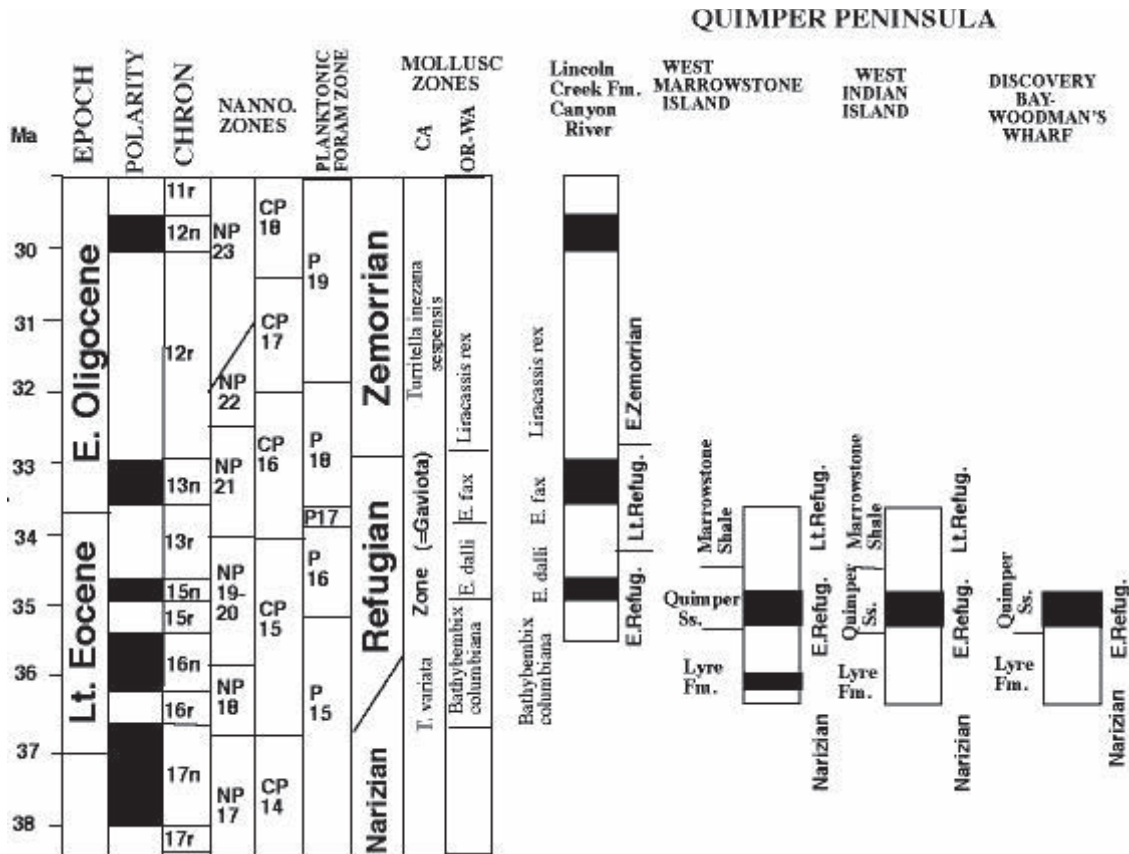 QUIMPER PENINSULA
Ma
EPOCH
POLARITY
CHRON
NANNO.
ZONES
PLANKTONIC
FORAM ZONE
MOLLUSC
ZONES
CA
OR-WA
Lincoln
Creek Fm.
Canyon
River
WEST
MARROWSTONE
ISLAND
WEST
INDIAN
ISLAND
DISCOVERY
BAY-
WOODMAN'S
WHARF
30
31
32
33
34
35
36
37
38
E. Oligocene
Lt. Eocene
11r
12n
12r
13n
13r
15n
15r
16n
16r
17n
17r
NP
23
NP
22
NP
21
NP
19-
20
NP
18
NP
17
CP
18
CP
17
CP
16
CP
15
CP
14
P
19
P
18
P17
P
16
P
15
Zemorrian
Refugian
Narizian
Turritella inezana
sespensis
Zone (=Gaviota)
T. variata
Liracassis rex
E. fax
E. dalli
Bathybembix
columbiana
Liracassis rex
E. fax
E. dalli
Bathybembix
columbiana
E.Zemorrian
Lt.Refug.
E.Refug.
Marrowstone
Shale
Quimper
Ss.
Lyre
Fm.
Lt.Refug.
E.Refug.
Narizian
Marrowstone
Shale
Quimper
Ss.
Lyre
Fm.
Lt.Refug.
E.Refug.
Narizian
Quimper
Ss.
Lyre
Fm.
E.Refug.
Narizian